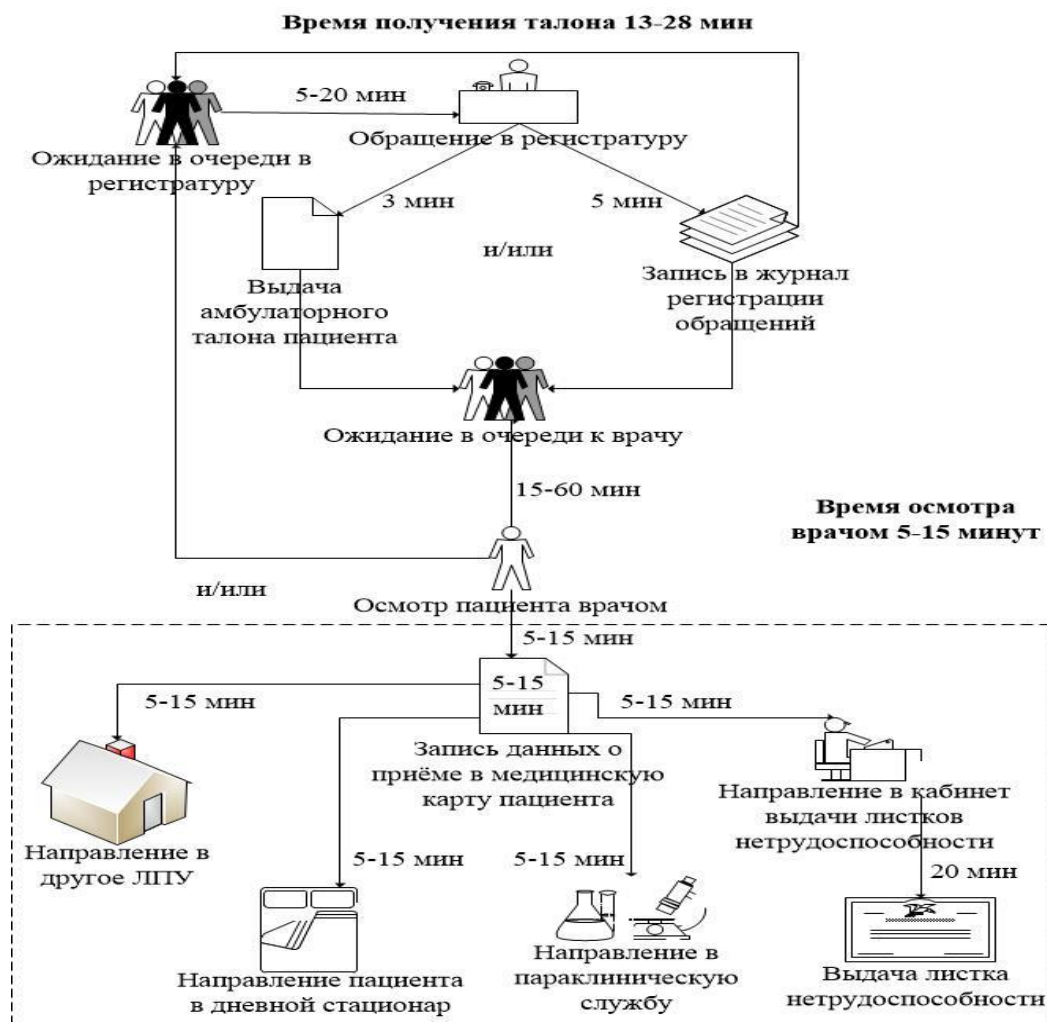 Время получения талона 13-28 мин
5-20 мин
Обращение в регистратуру
Ожидание в очереди в
регистратуру
3 мин
5 мин
и/или
Выдача
амбулаторного
талона пациента
Запись в журнал
регистрации
обращений
Ожидание в очереди к врачу
15-60 мин
Время осмотра
врачом 5-15 минут
и/или
Осмотр пациента врачом
5-15 мин
5-15 мин
5-15
мин
5-15 мин
Запись данных о
приёме в медицинскую
карту пациента
Направление в кабинет
выдачи листков
нетрудоспособности
Направление в
другое ЛПУ
5-15 мин
5-15 мин
20 мин
Направление пациента
в дневной стационар
Направление в
параклиническую
службу
Выдача листка
нетрудоспособности